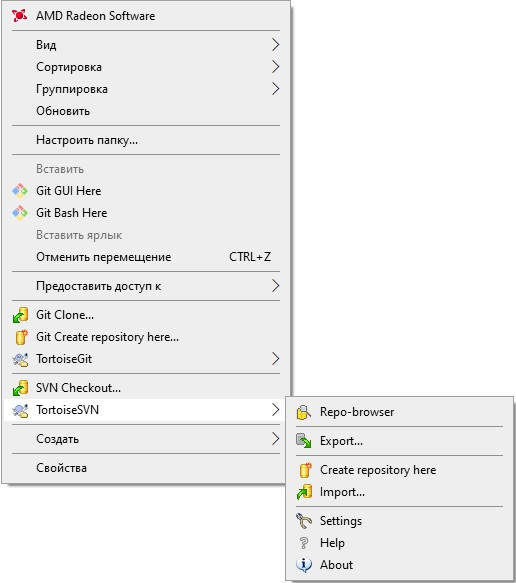 AMD Radeon Software
Вид
Сортировка
Группировка
Обновить
Настроить папку...
Вставить
Git GUI Here
Git Bash Here
Вставить ярлык
Отменить перемещение CTRL+Z
Предоставить доступ к
Git Clone...
Git Create repository here...
TortoiseGit
SVN Checkout...
TortoiseSVN
Создать
Свойства
Repo-browser
Export...
Create repository here
Import...
Settings
Help
About